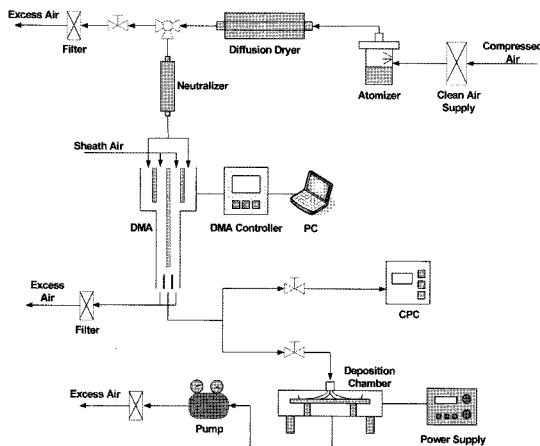 Excess Air
Filter
Diffusion Dryer
Compressed
Air
Atomizer
Clean Air
Supply
Neutralizer
Sheath Air
DMA
DMA Controller
PC
Excess
Air
Filter
CPC
Deposition
Chamber
Excess Air
Pump
Power Supply